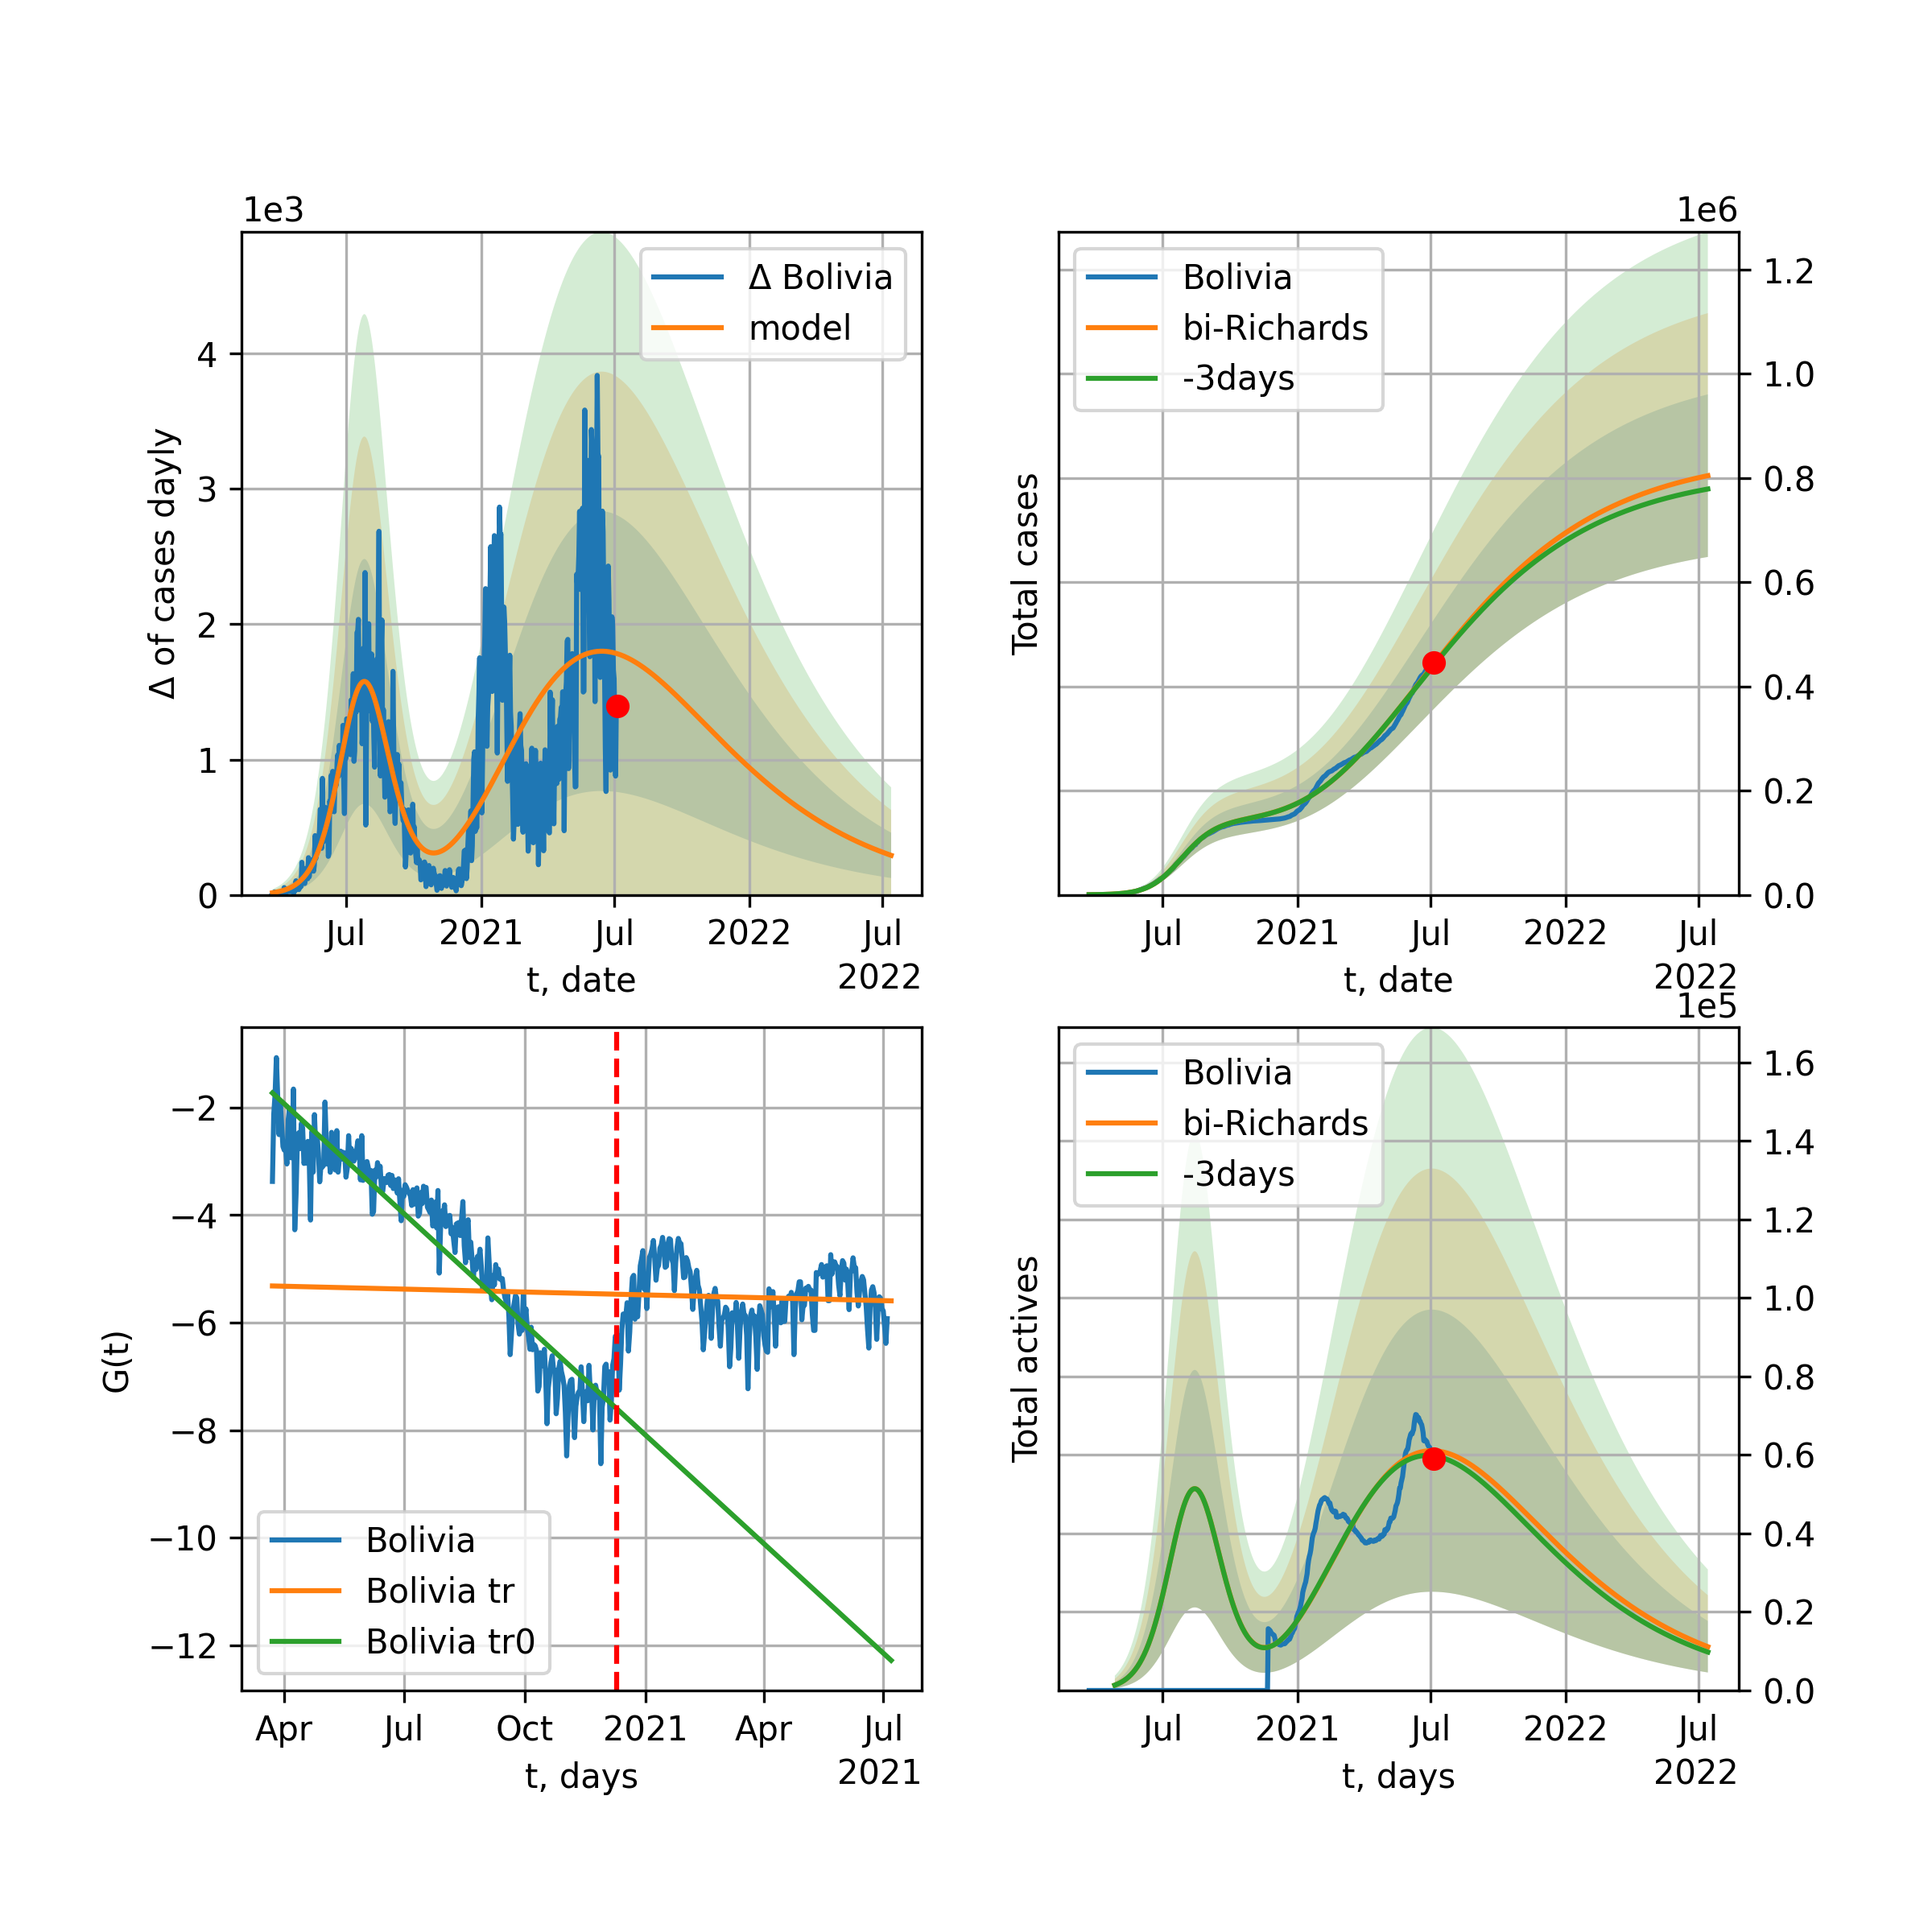 1e3
Δ of cases dayly
4
3
2
1
0
Δ Bolivia
model
Jul
2021
Jul
2022
Jul
2022
t, date
1e6
Total cases
Bolivia
bi-Richards
-3days
1.2
1.0
0.8
0.6
0.4
0.2
0.0
Jul
2021
Jul
2022
Jul
2022
t, date
G(t)
−2
−4
−6
−8
−10
−12
Bolivia
Bolivia tr
Bolivia tr0
Apr
Jul
Oct
2021
Apr
Jul
2021
t, days
1e5
Total actives
Bolivia
bi-Richards
-3days
1.6
1.4
1.2
1.0
0.8
0.6
0.4
0.2
0.0
Jul
2021
Jul
2022
Jul
2022
t, days